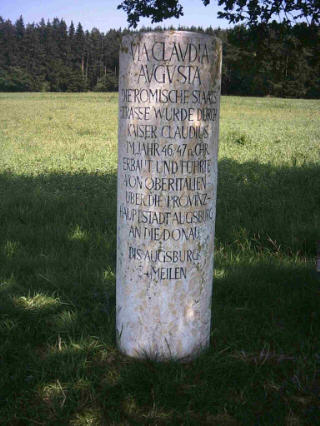 VIA CLAVDIA
AVGVSTA
DIE RÖMISCHE STAATS
STRASSE WURDE DURCH
KAISER CLAUDIUS
IM JAHR 46/47 n. CHR.
ERBAUT UND FÜHRTE
VON OBERITALIEN
ÜBER DIE PROVINZ-
HAUPTSTADT AUGSBURG
AN DIE DONAU
BIS AUGSBURG
MEILEN